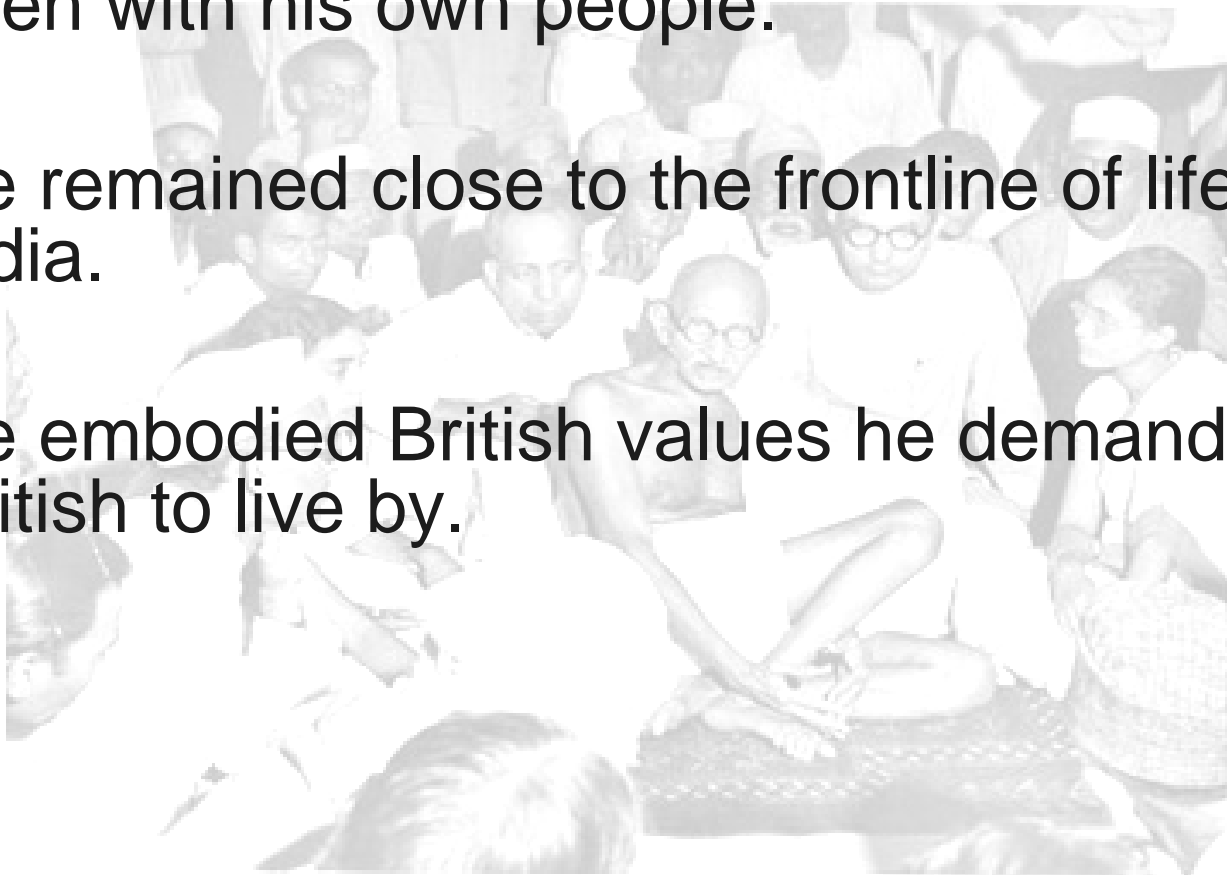 en with his own people.
e remained close to the frontline of life
dia.
e embodied British values he demand
itish to live by.